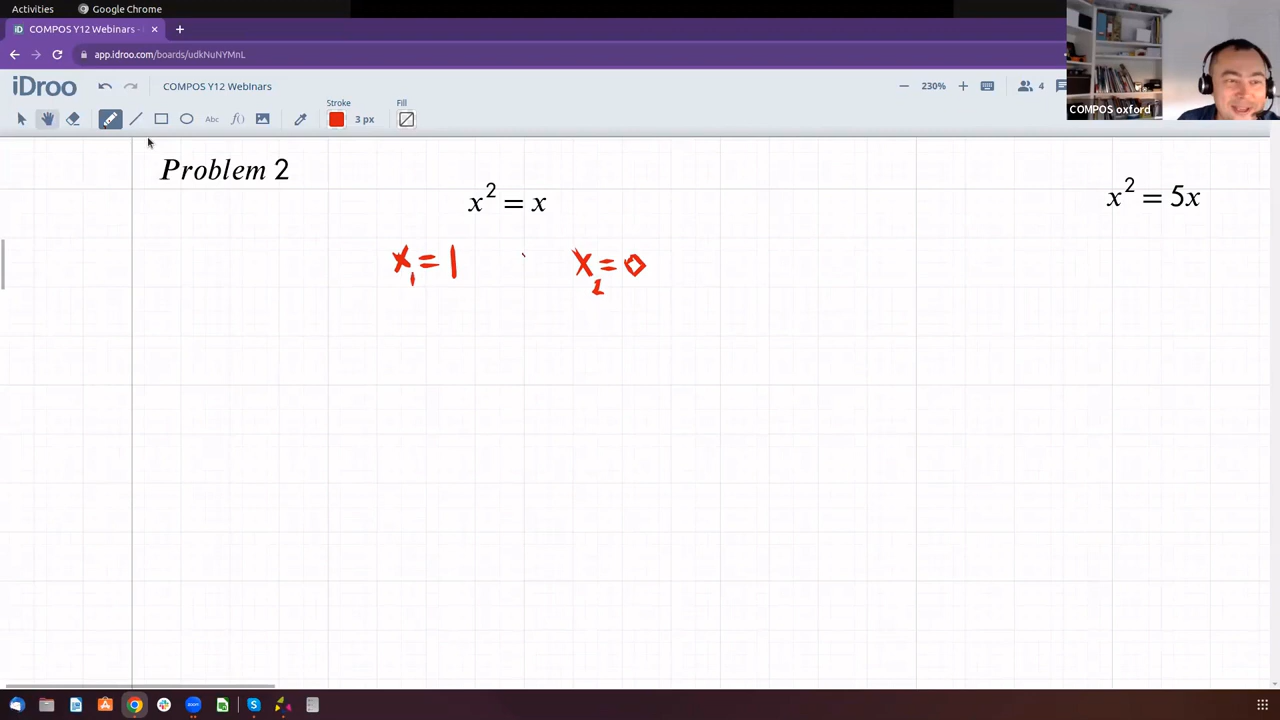 Activities Google Chrome
COMPOS Y12 Webinars -
app.idroo.com/boards/udkNuNYMnL
iDroo COMPOS Y12 Webinars 230% 4
Stroke Fill
Abc f() 3 px
COMPOS oxford
Problem 2
x² = x
x² = 5x
x₁ = 1 x₂ = 0